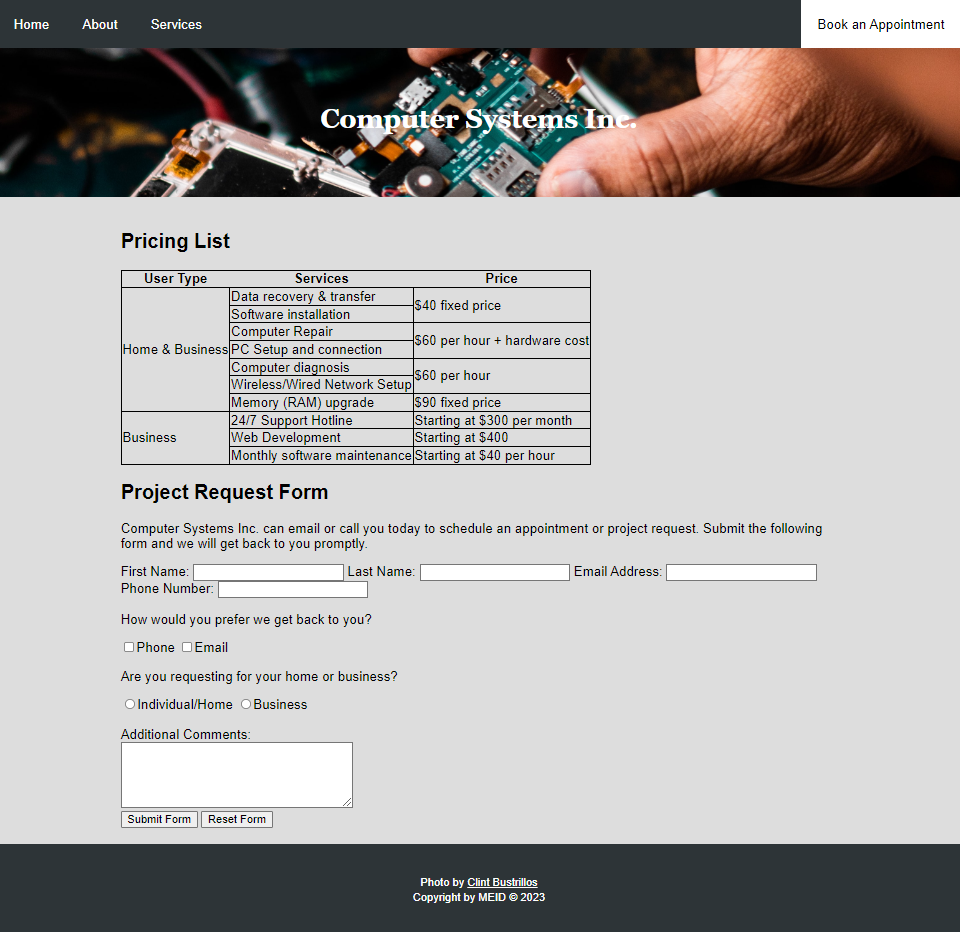 Home About Services Book an Appointment
Computer Systems Inc.
Pricing List
User Type Services Price
Home & Business
Data recovery & transfer
Software installation
$40 fixed price
Computer Repair
PC Setup and connection
$60 per hour + hardware cost
Computer diagnosis
Wireless/Wired Network Setup
$60 per hour
Memory (RAM) upgrade $90 fixed price
Business
24/7 Support Hotline Starting at $300 per month
Web Development Starting at $400
Monthly software maintenance Starting at $40 per hour
Project Request Form
Computer Systems Inc. can email or call you today to schedule an appointment or project request. Submit the following
form and we will get back to you promptly.
First Name: Last Name: Email Address:
Phone Number:
How would you prefer we get back to you?
Phone Email
Are you requesting for your home or business?
Individual/Home Business
Additional Comments:
Submit Form Reset Form
Photo by Clint Bustrillos
Copyright by MEID © 2023